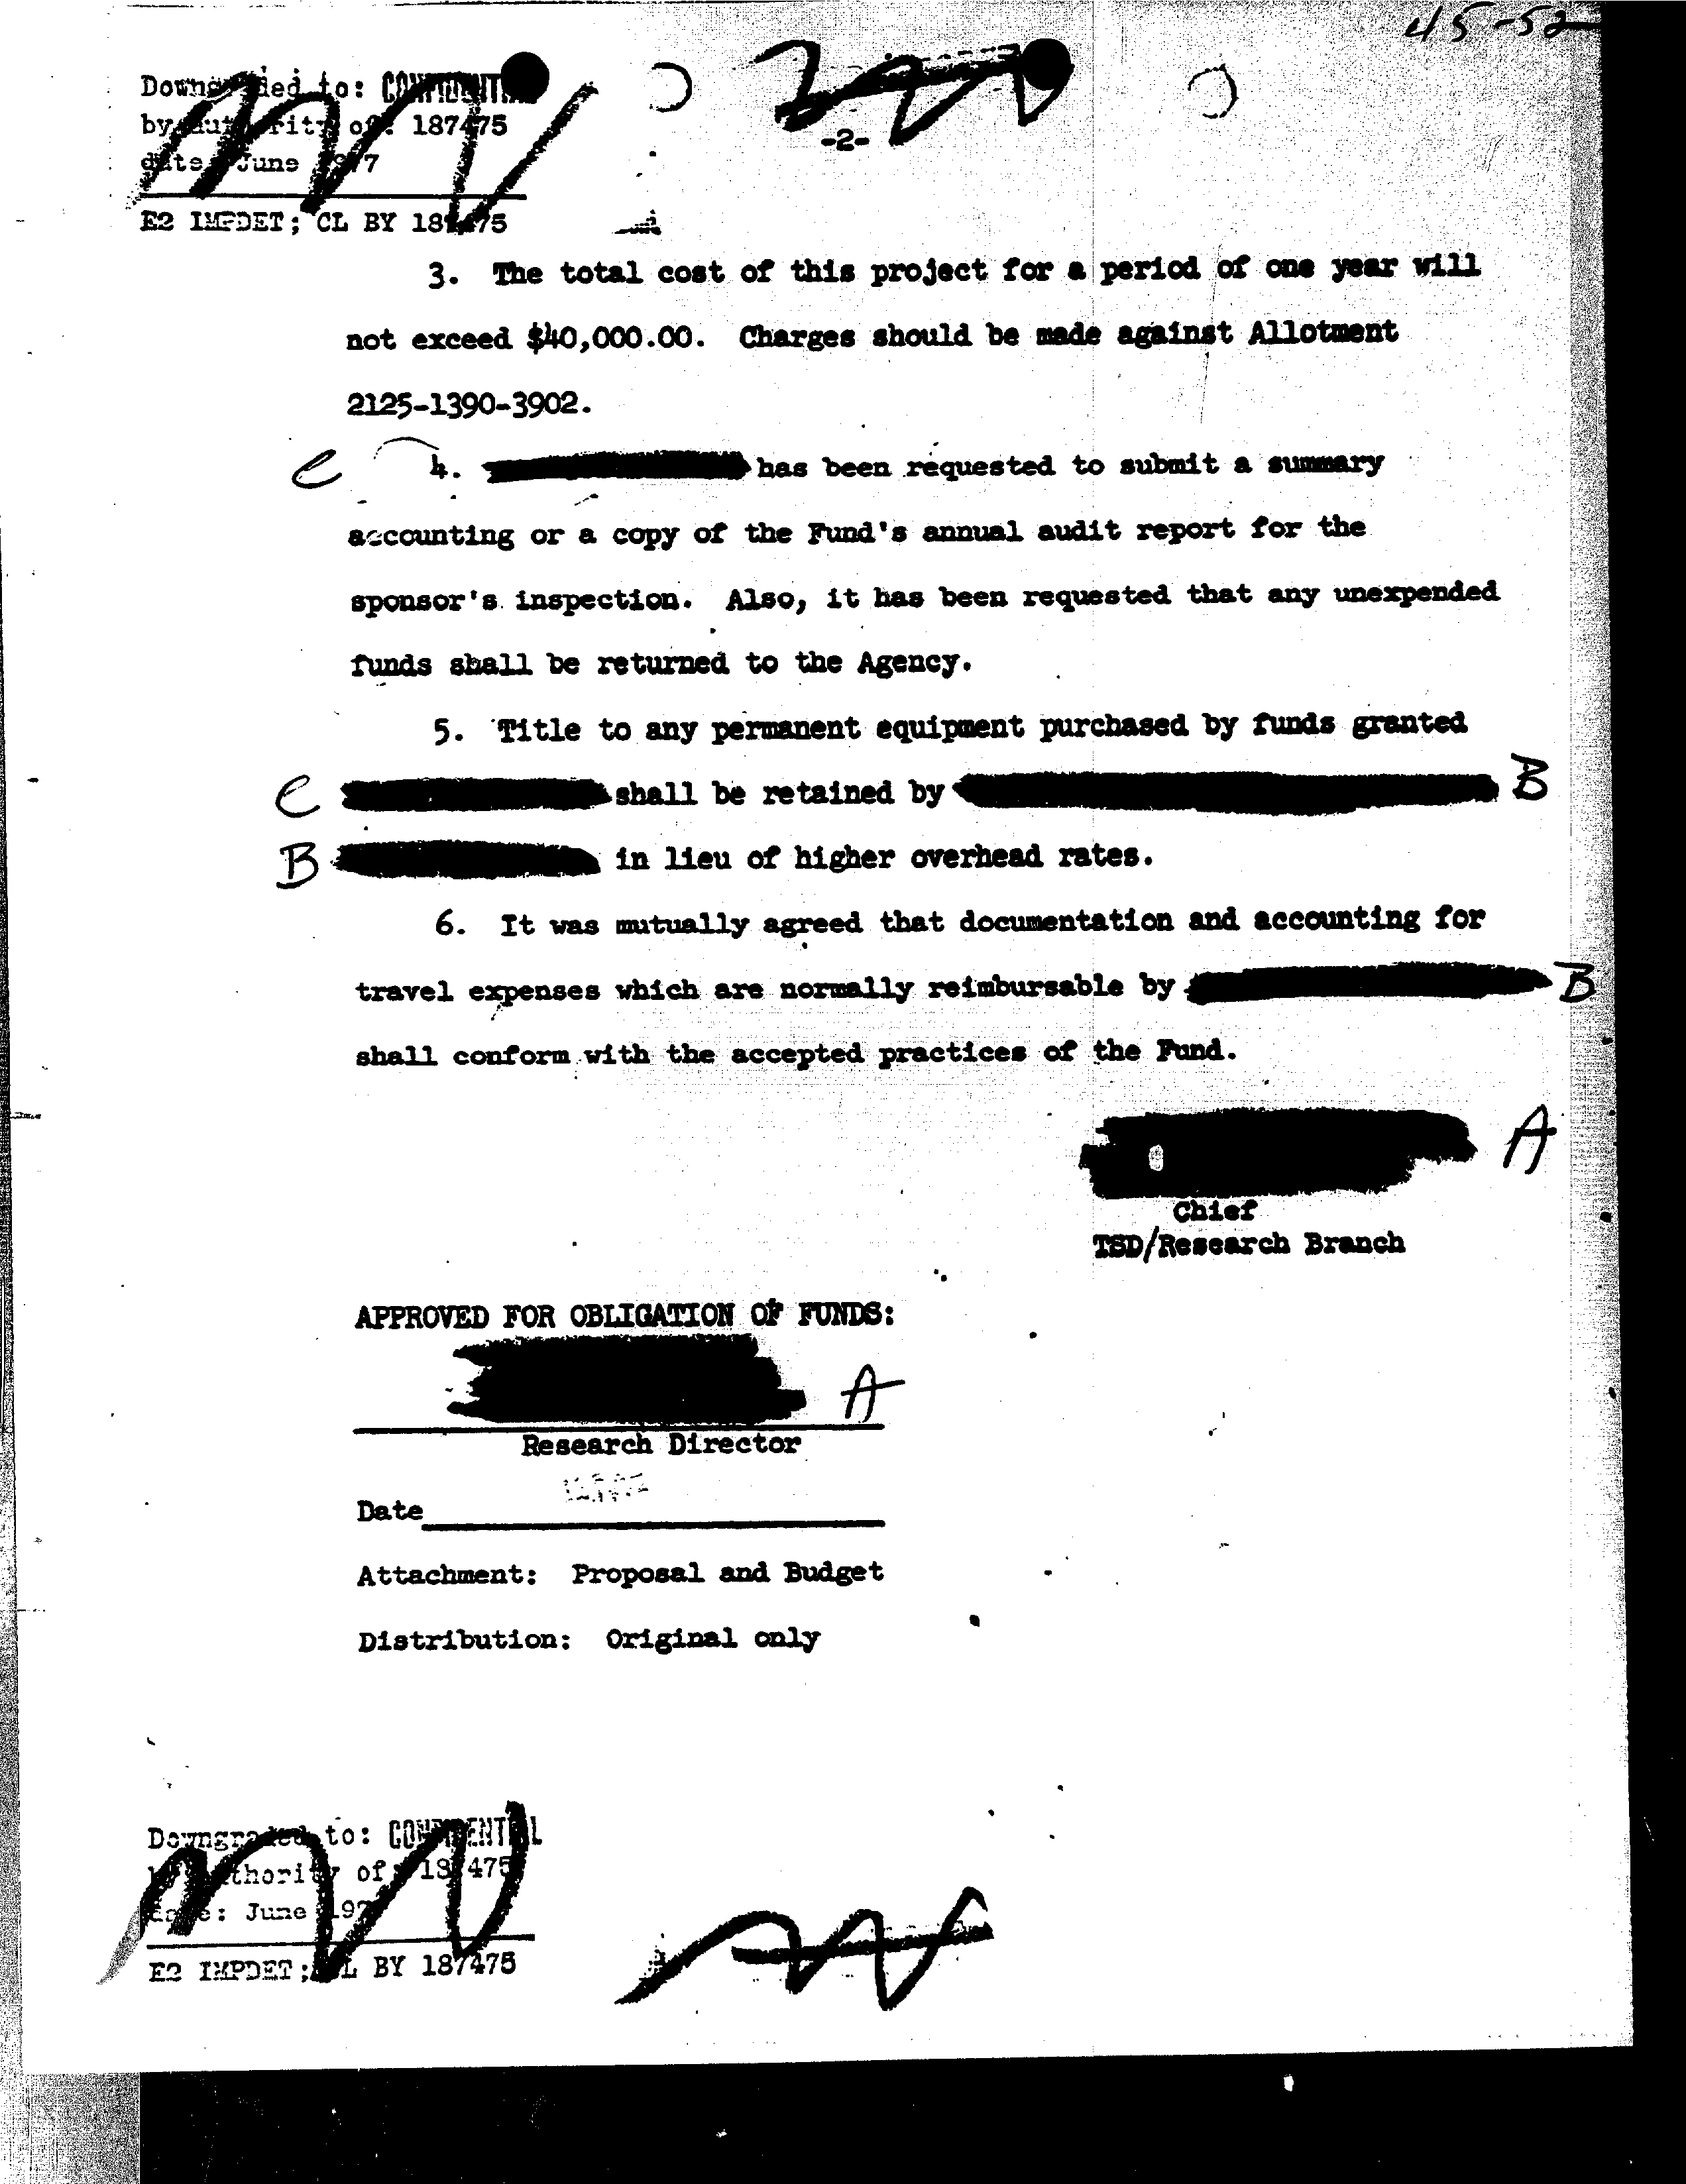 45-52
Downgraded to: CONFIDENTIAL
by authority of: 187475
date: June 1977
E2 IMPDET; CL BY 187475
-2-
3. The total cost of this project for a period of one year will
not exceed $40,000.00. Charges should be made against Allotment
2125-1390-3902.
C 4. has been requested to submit a summary
accounting or a copy of the Fund's annual audit report for the
sponsor's inspection. Also, it has been requested that any unexpended
funds shall be returned to the Agency.
5. Title to any permanent equipment purchased by funds granted
C shall be retained by B
B in lieu of higher overhead rates.
6. It was mutually agreed that documentation and accounting for
travel expenses which are normally reimbursable by B
shall conform with the accepted practices of the Fund.
A
Chief
TSD/Research Branch
APPROVED FOR OBLIGATION OF FUNDS:
A
Research Director
Date
Attachment: Proposal and Budget
Distribution: Original only
Downgraded to: CONFIDENTIAL
by authority of: 187475
date: June 1977
E2 IMPDET; CL BY 187475